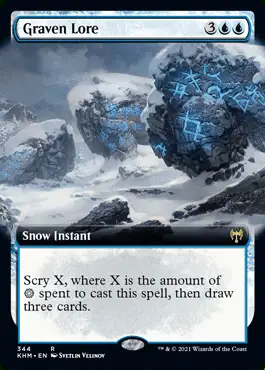 Graven Lore 3
Snow Instant
Scry X, where X is the amount of
spent to cast this spell, then draw
three cards.
344 R
KHM • EN Svetlin Velinov
™ & © 2021 Wizards of the Coast